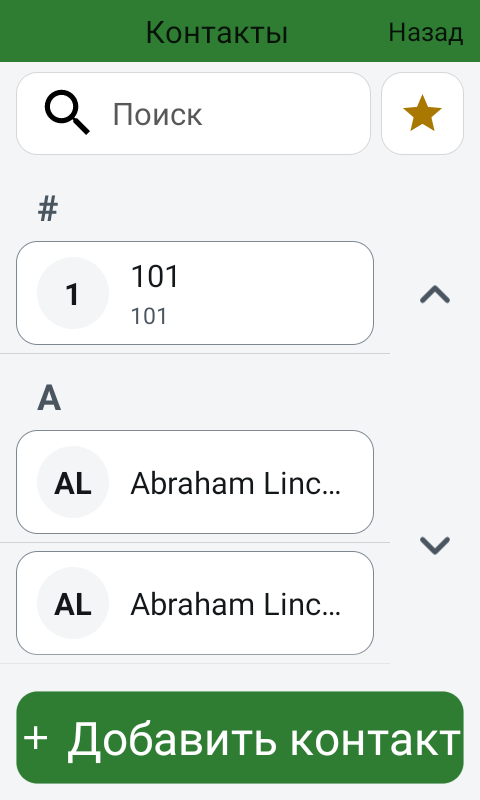 Контакты
Назад
Поиск
#
1
101
101
A
AL
Abraham Linc...
AL
Abraham Linc...
+ Добавить контакт